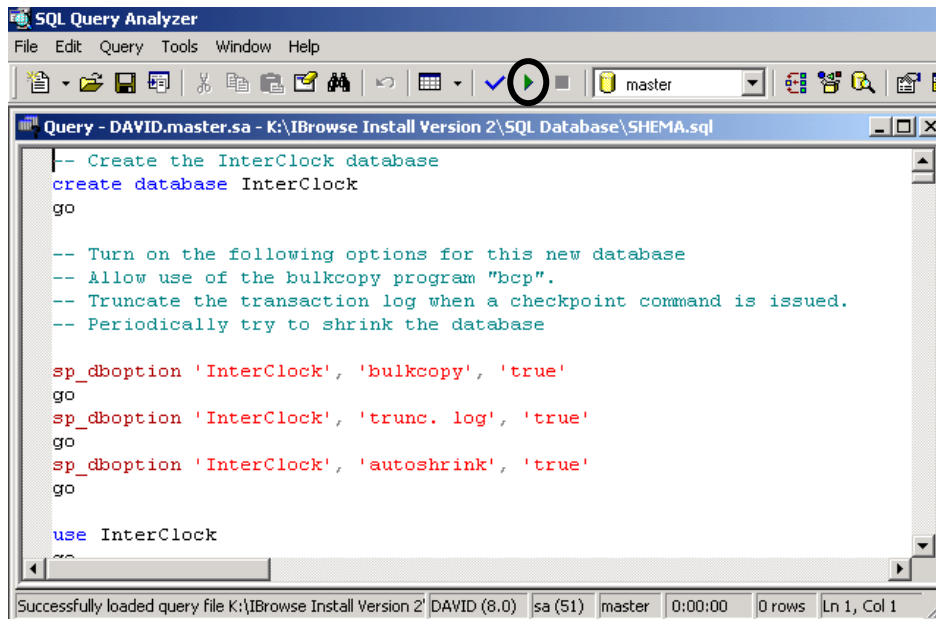 SQL Query Analyzer
File Edit Query Tools Window Help
master
Query - DAVID.master.sa - K:\IBrowse Install Version 2\SQL Database\SHEMA.sql
-- Create the InterClock database
create database InterClock
go
-- Turn on the following options for this new database
-- Allow use of the bulkcopy program "bcp".
-- Truncate the transaction log when a checkpoint command is issued.
-- Periodically try to shrink the database
sp_dboption 'InterClock', 'bulkcopy', 'true'
go
sp_dboption 'InterClock', 'trunc. log', 'true'
go
sp_dboption 'InterClock', 'autoshrink', 'true'
go
use InterClock
Successfully loaded query file K:\IBrowse Install Version 2' DAVID (8.0) sa (51) master 0:00:00 0 rows Ln 1, Col 1